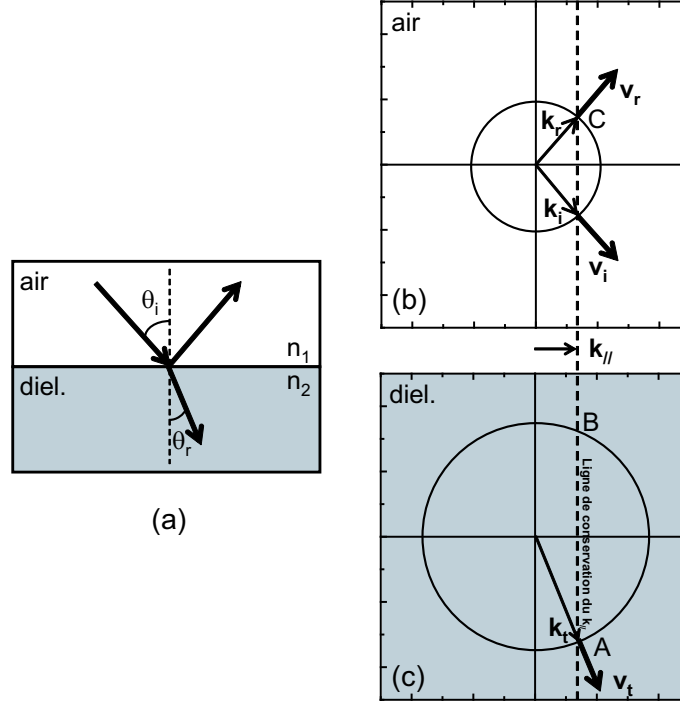 air
θi
n1
diel.
n2
θr
(a)
air
vr
kr
C
ki
vi
(b)
k//
diel.
B
Ligne de conservation du k//
kt
A
vt
(c)